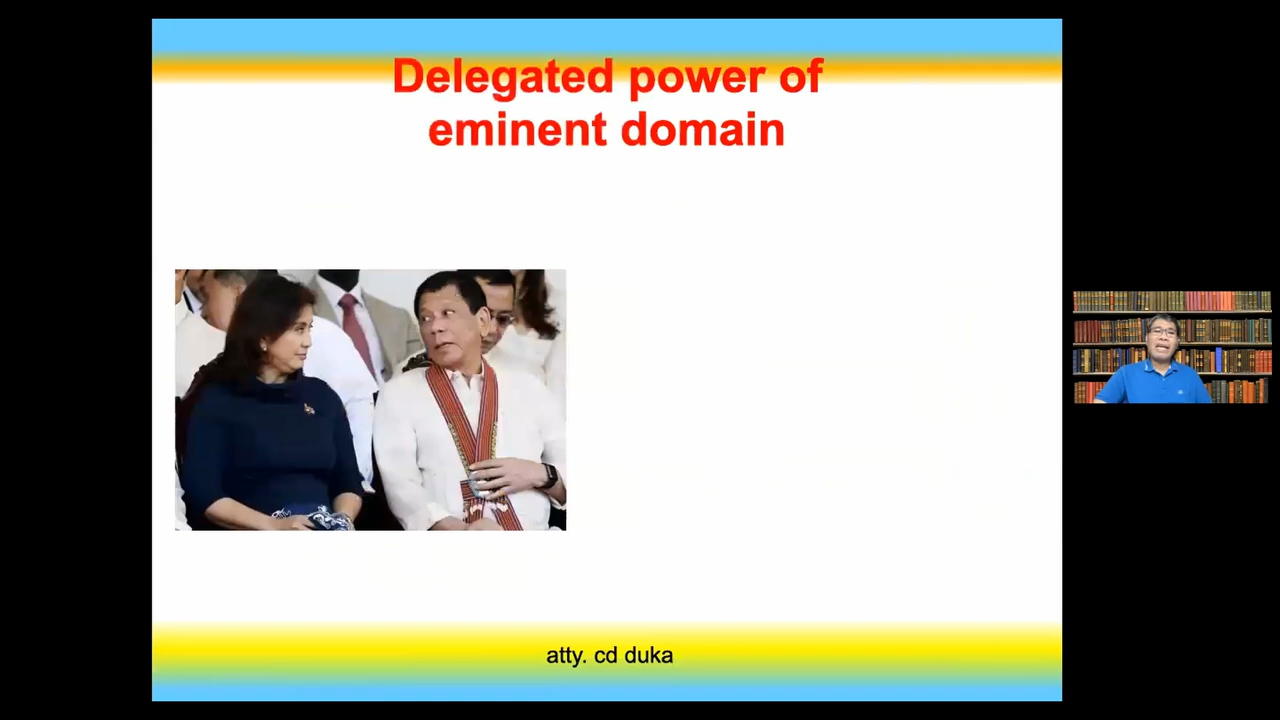 Delegated power of
eminent domain
atty. cd duka